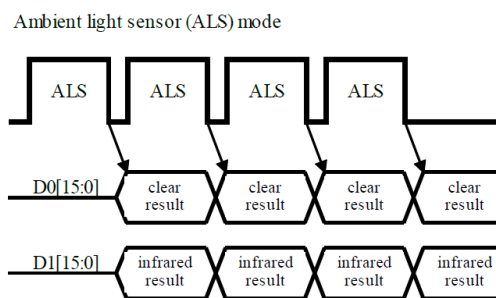 Ambient light sensor (ALS) mode
ALS ALS ALS ALS
D0[15:0] clear clear clear clear
result result result result
D1[15:0] infrared infrared infrared infrared
result result result result